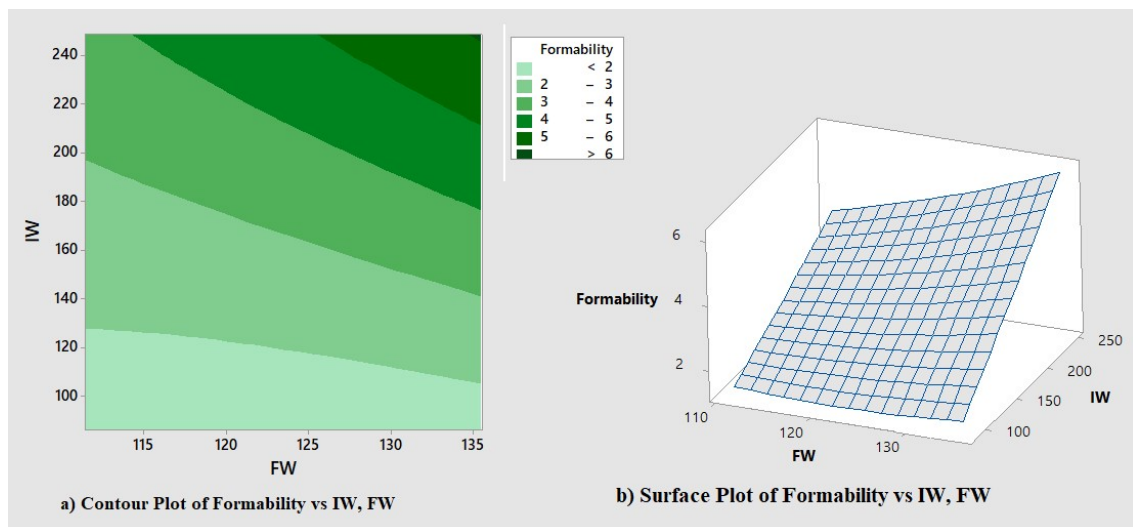 240
220
200
180
160
140
120
100
IW
115 120 125 130 135
FW
Formability
< 2
2 – 3
3 – 4
4 – 5
5 – 6
> 6
a) Contour Plot of Formability vs IW, FW
6
Formability 4
2
110
120
130
FW
250
200
150
100
IW
b) Surface Plot of Formability vs IW, FW